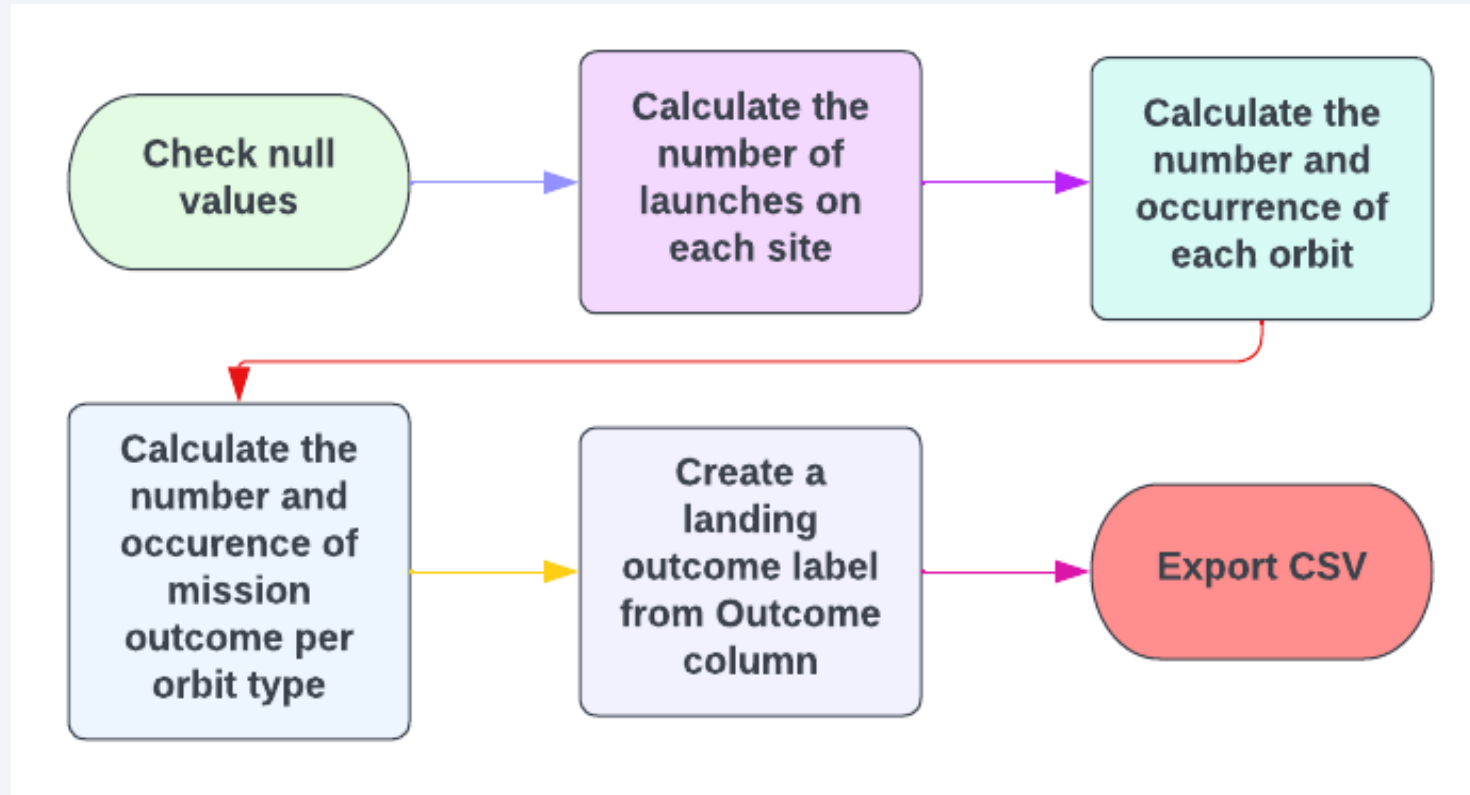 Check null
values
Calculate the
number of
launches on
each site
Calculate the
number and
occurrence of
each orbit
Calculate the
number and
occurence of
mission
outcome per
orbit type
Create a
landing
outcome label
from Outcome
column
Export CSV